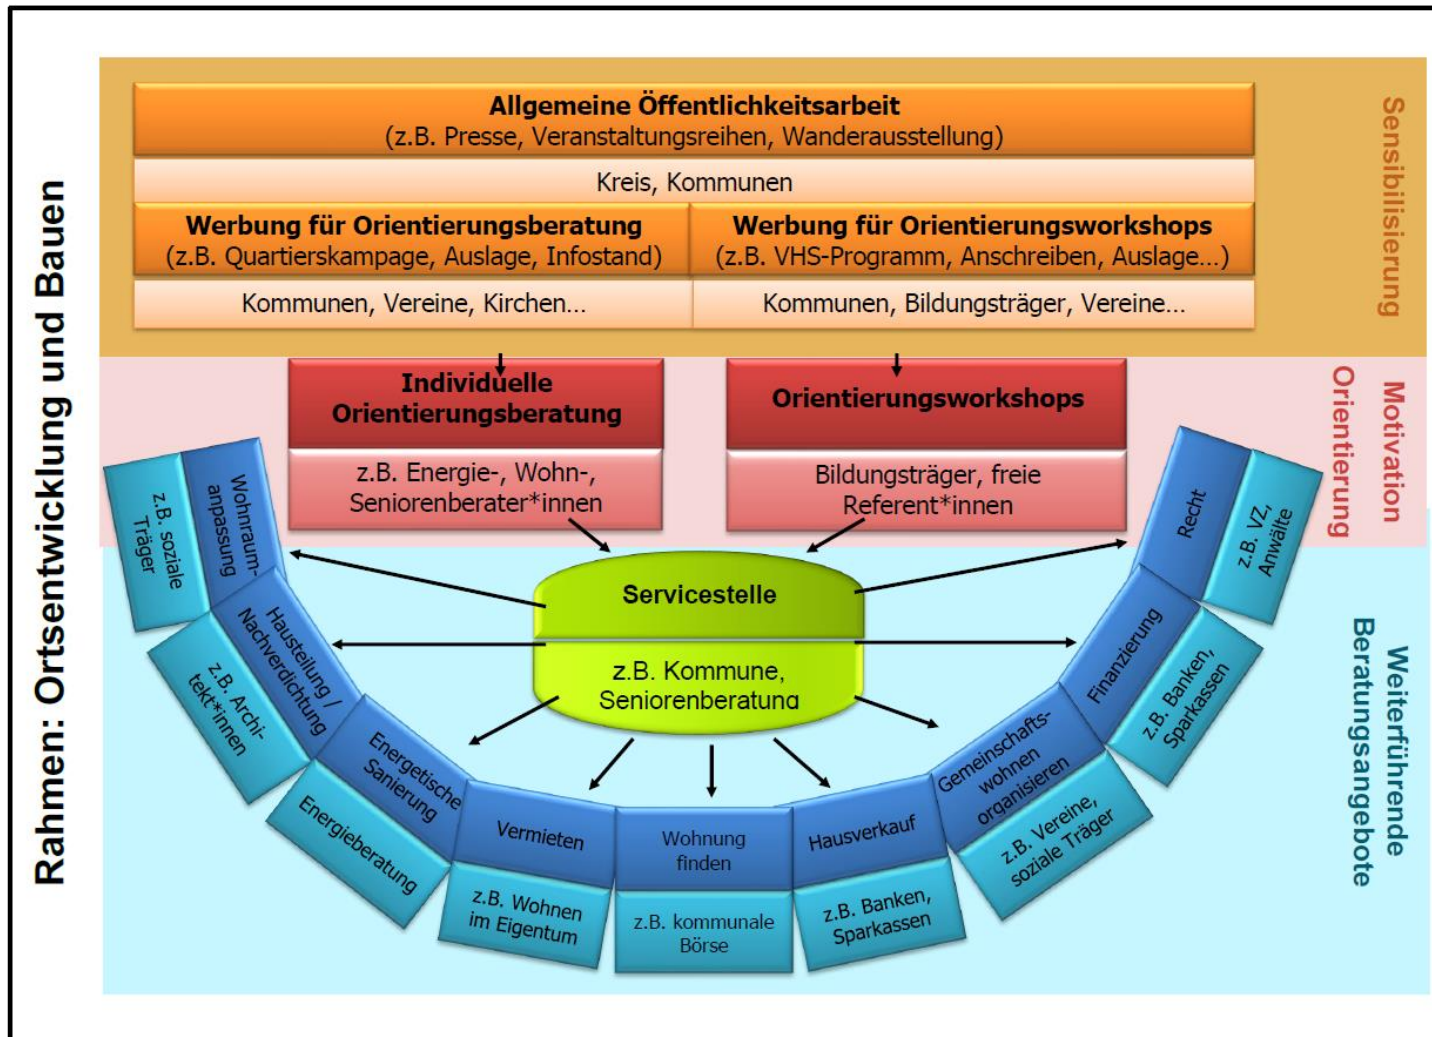 Rahmen: Ortsentwicklung und Bauen
Allgemeine Öffentlichkeitsarbeit
(z.B. Presse, Veranstaltungsreihen, Wanderausstellung)
Kreis, Kommunen
Werbung für Orientierungsberatung
(z.B. Quartierskampage, Auslage, Infostand)
Kommunen, Vereine, Kirchen...
Werbung für Orientierungsworkshops
(z.B. VHS-Programm, Anschreiben, Auslage...)
Kommunen, Bildungsträger, Vereine...
Sensibilisierung
Individuelle
Orientierungsberatung
z.B. Energie-, Wohn-,
Seniorenberater*innen
Orientierungsworkshops
Bildungsträger, freie
Referent*innen
Motivation
Orientierung
Servicestelle
z.B. Kommune,
Seniorenberatung
Wohnraum-
anpassung
z.B. soziale
Träger
Hausteilung /
Nachverdichtung
z.B. Archi-
tekt*innen
Energetische
Sanierung
Energieberatung
Vermieten
z.B. Wohnen
im Eigentum
Wohnung
finden
z.B. kommunale
Börse
Hausverkauf
z.B. Banken,
Sparkassen
Gemeinschafts-
wohnen
organisieren
z.B. Vereine,
soziale Träger
Finanzierung
z.B. Banken,
Sparkassen
Recht
z.B. VZ,
Anwälte
Weiterführende
Beratungsangebote